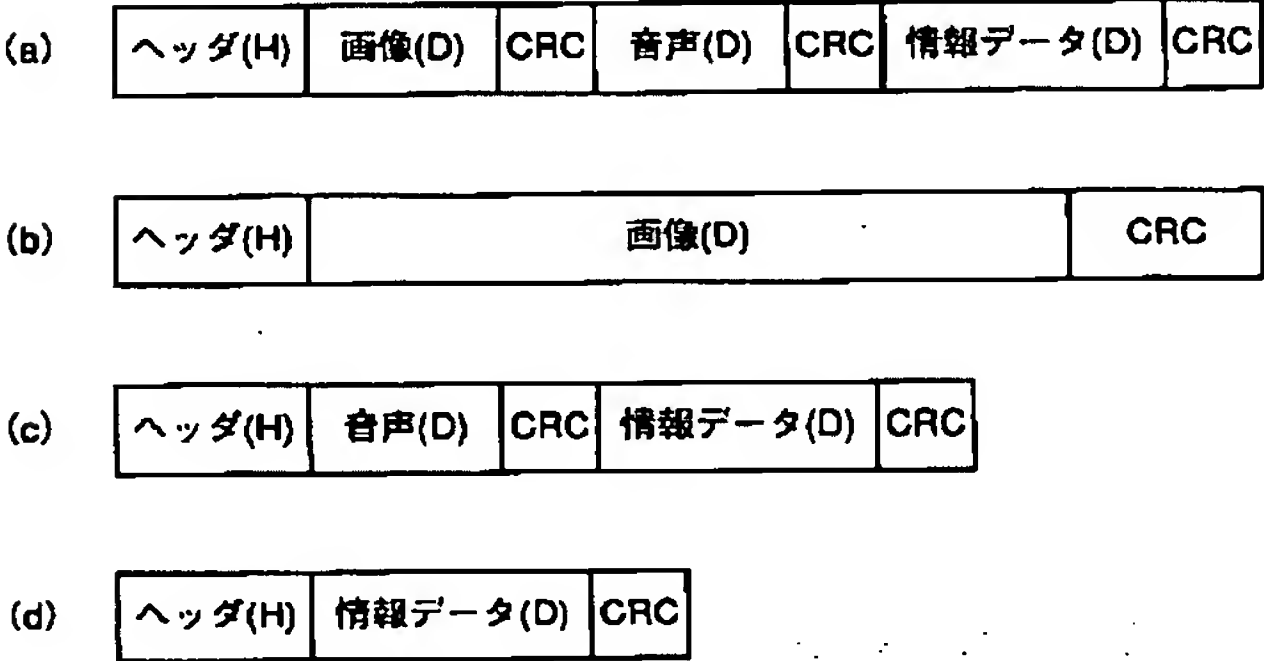 (a) ヘッダ(H) 画像(D) CRC 音声(D) CRC 情報データ(D) CRC
(b) ヘッダ(H) 画像(D) CRC
(c) ヘッダ(H) 音声(D) CRC 情報データ(D) CRC
(d) ヘッダ(H) 情報データ(D) CRC